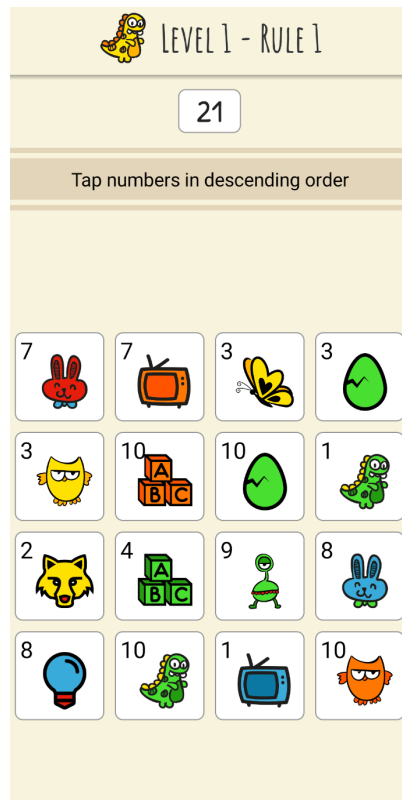 LEVEL 1 - RULE 1
21
Tap numbers in descending order
7 7 3 3
3 10 A B C 10 1
2 4 A B C 9 8
8 10 1 10